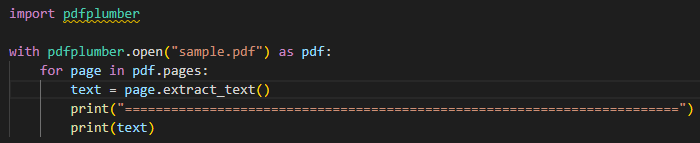 import pdfplumber
with pdfplumber.open("sample.pdf") as pdf:
for page in pdf.pages:
text = page.extract_text()
print("========================================================================")
print(text)